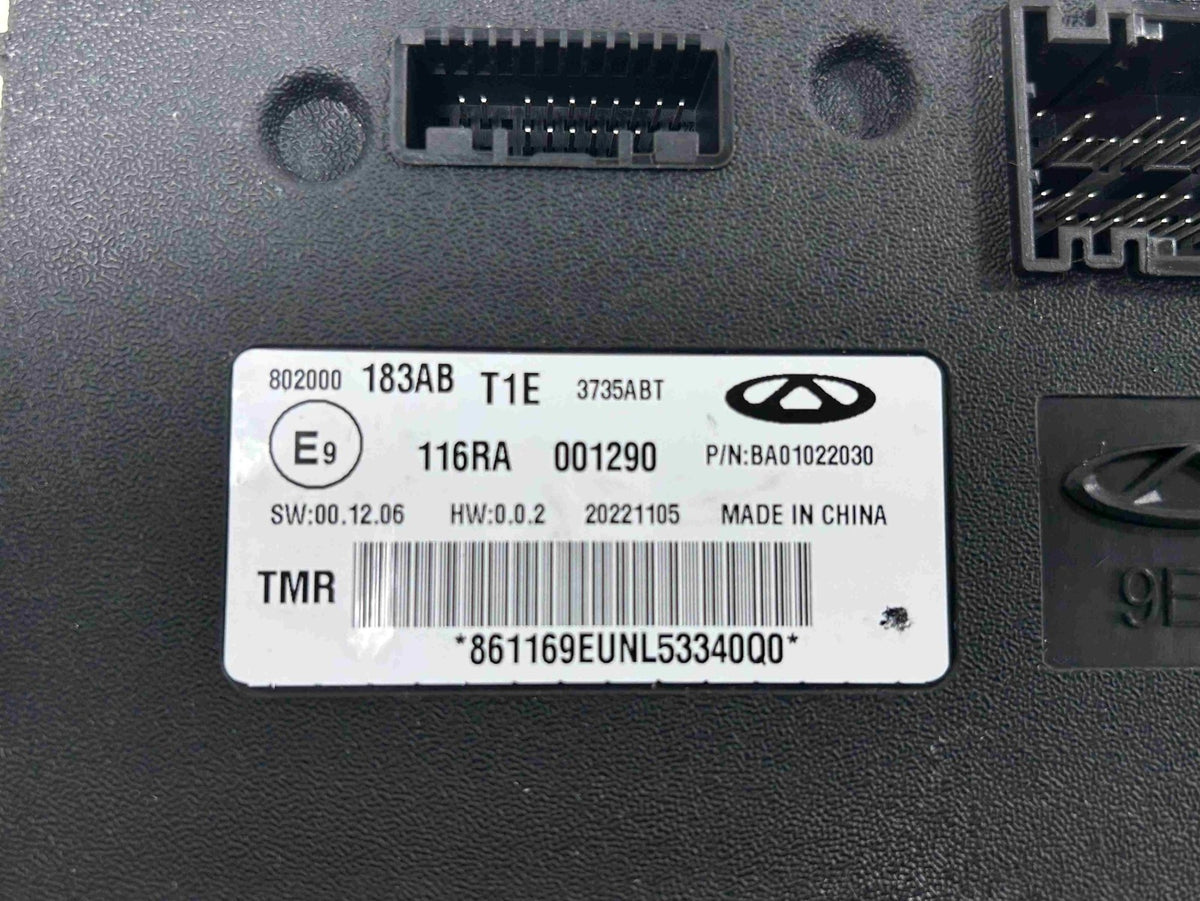 802000 183AB T1E 3735ABT
E9 116RA 001290 P/N:BA01022030
SW:00.12.06 HW:0.0.2 20221105 MADE IN CHINA
TMR
*861169EUNL53340Q0*
9E